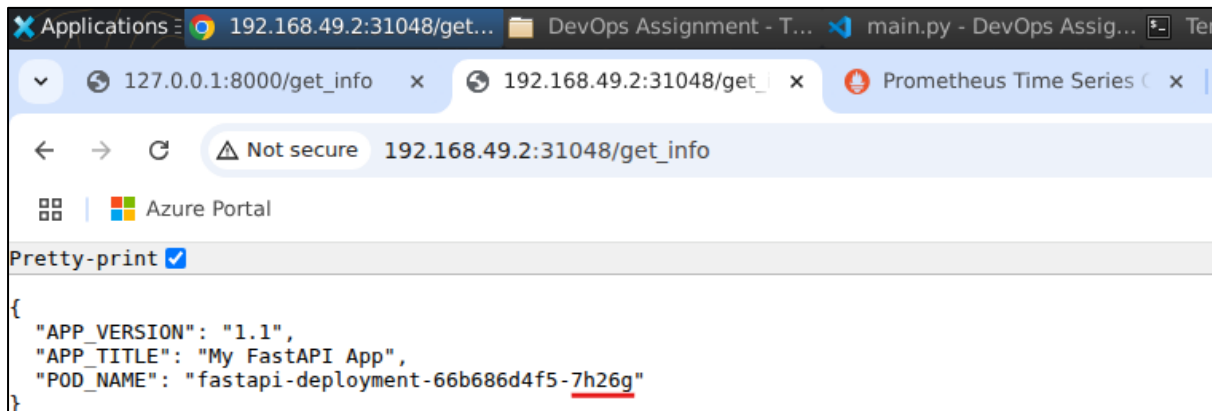 Applications 192.168.49.2:31048/get... DevOps Assignment - T... main.py - DevOps Assig... Te
127.0.0.1:8000/get_info 192.168.49.2:31048/get_ Prometheus Time Series
Not secure 192.168.49.2:31048/get_info
Azure Portal
Pretty-print
{
"APP_VERSION": "1.1",
"APP_TITLE": "My FastAPI App",
"POD_NAME": "fastapi-deployment-66b686d4f5-7h26g"
}